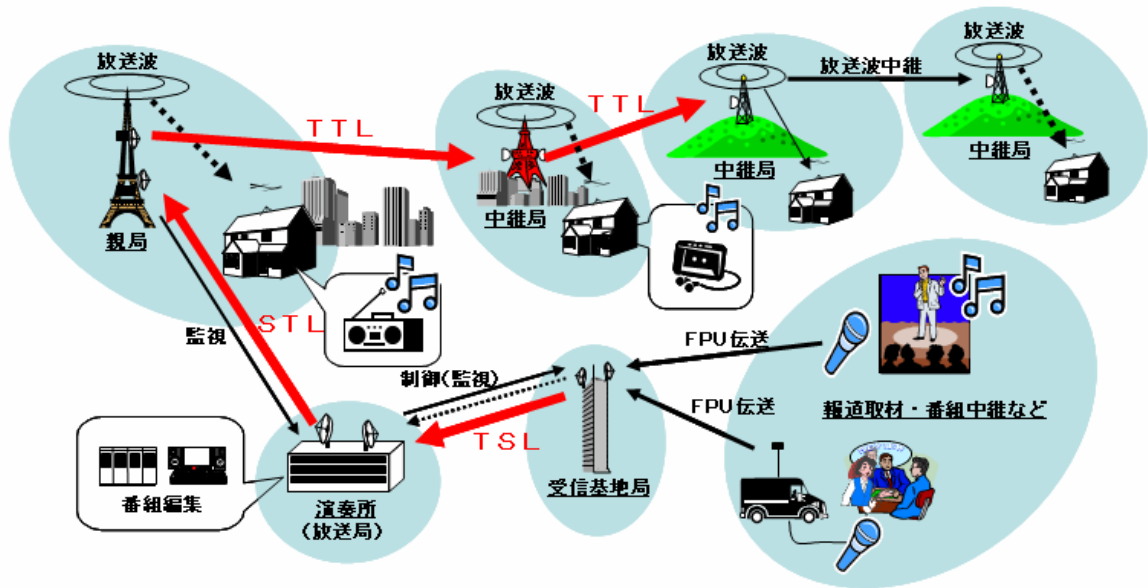 放送波
放送波
放送波
放送波
放送波中継
TTL
TTL
中継局
中継局
中継局
親局
監視
STL
FPU伝送
制御(監視)
FPU伝送
報道取材・番組中継など
TSL
受信基地局
番組編集
演奏所
(放送局)